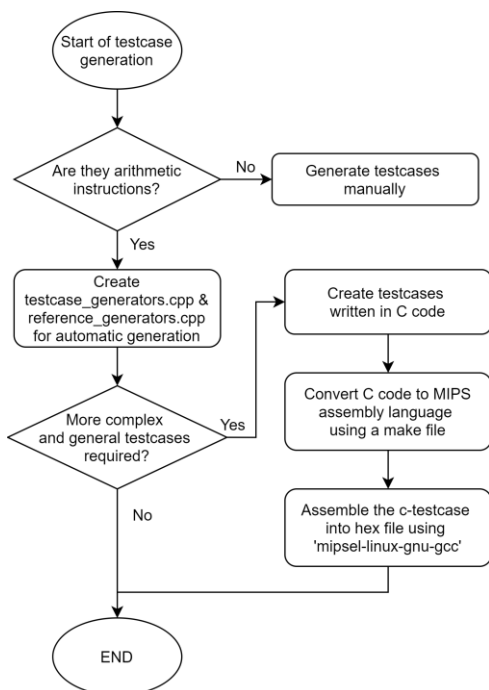 Start of testcase
generation
Are they arithmetic
instructions?
No
Generate testcases
manually
Yes
Create
testcase_generators.cpp &
reference_generators.cpp
for automatic generation
Create testcases
written in C code
More complex
and general testcases
required?
Yes
Convert C code to MIPS
assembly language
using a make file
No
Assemble the c-testcase
into hex file using
'mipsel-linux-gnu-gcc'
END